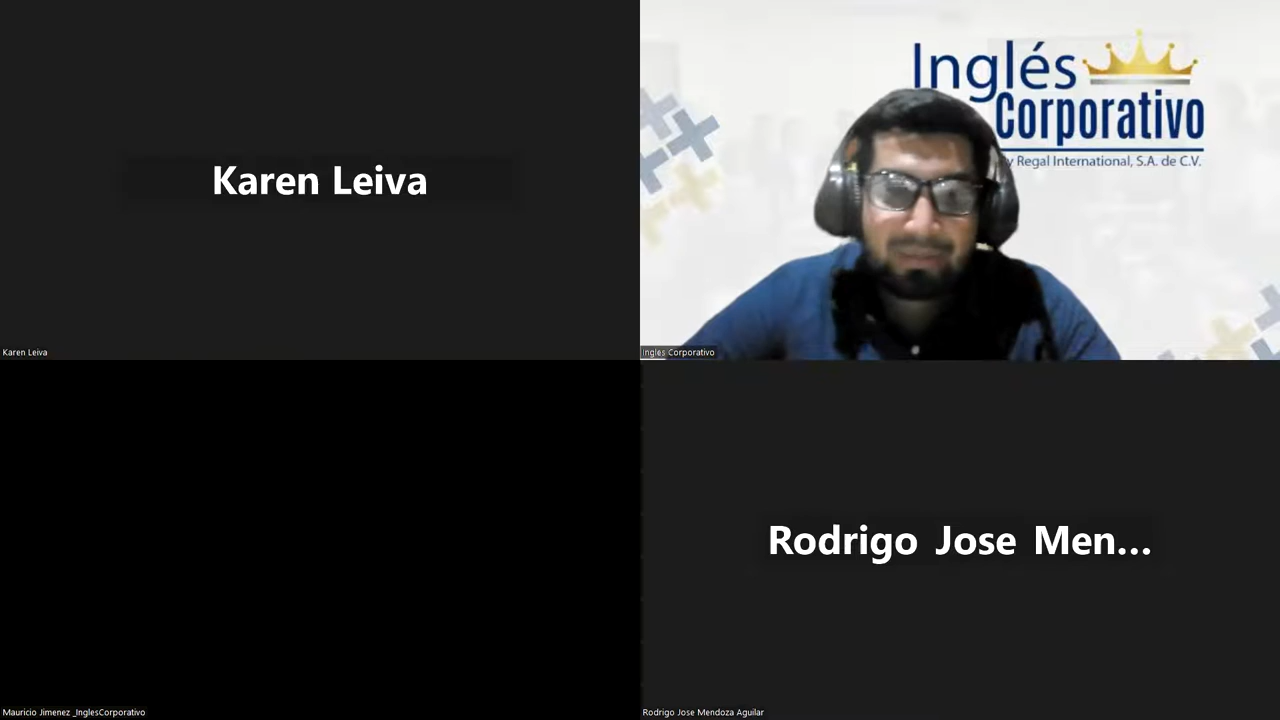 Karen Leiva
Karen Leiva
Inglés
Corporativo
y Regal International, S.A. de C.V.
Ingles Corporativo
Mauricio Jimenez _InglesCorporativo
Rodrigo Jose Men...
Rodrigo Jose Mendoza Aguilar